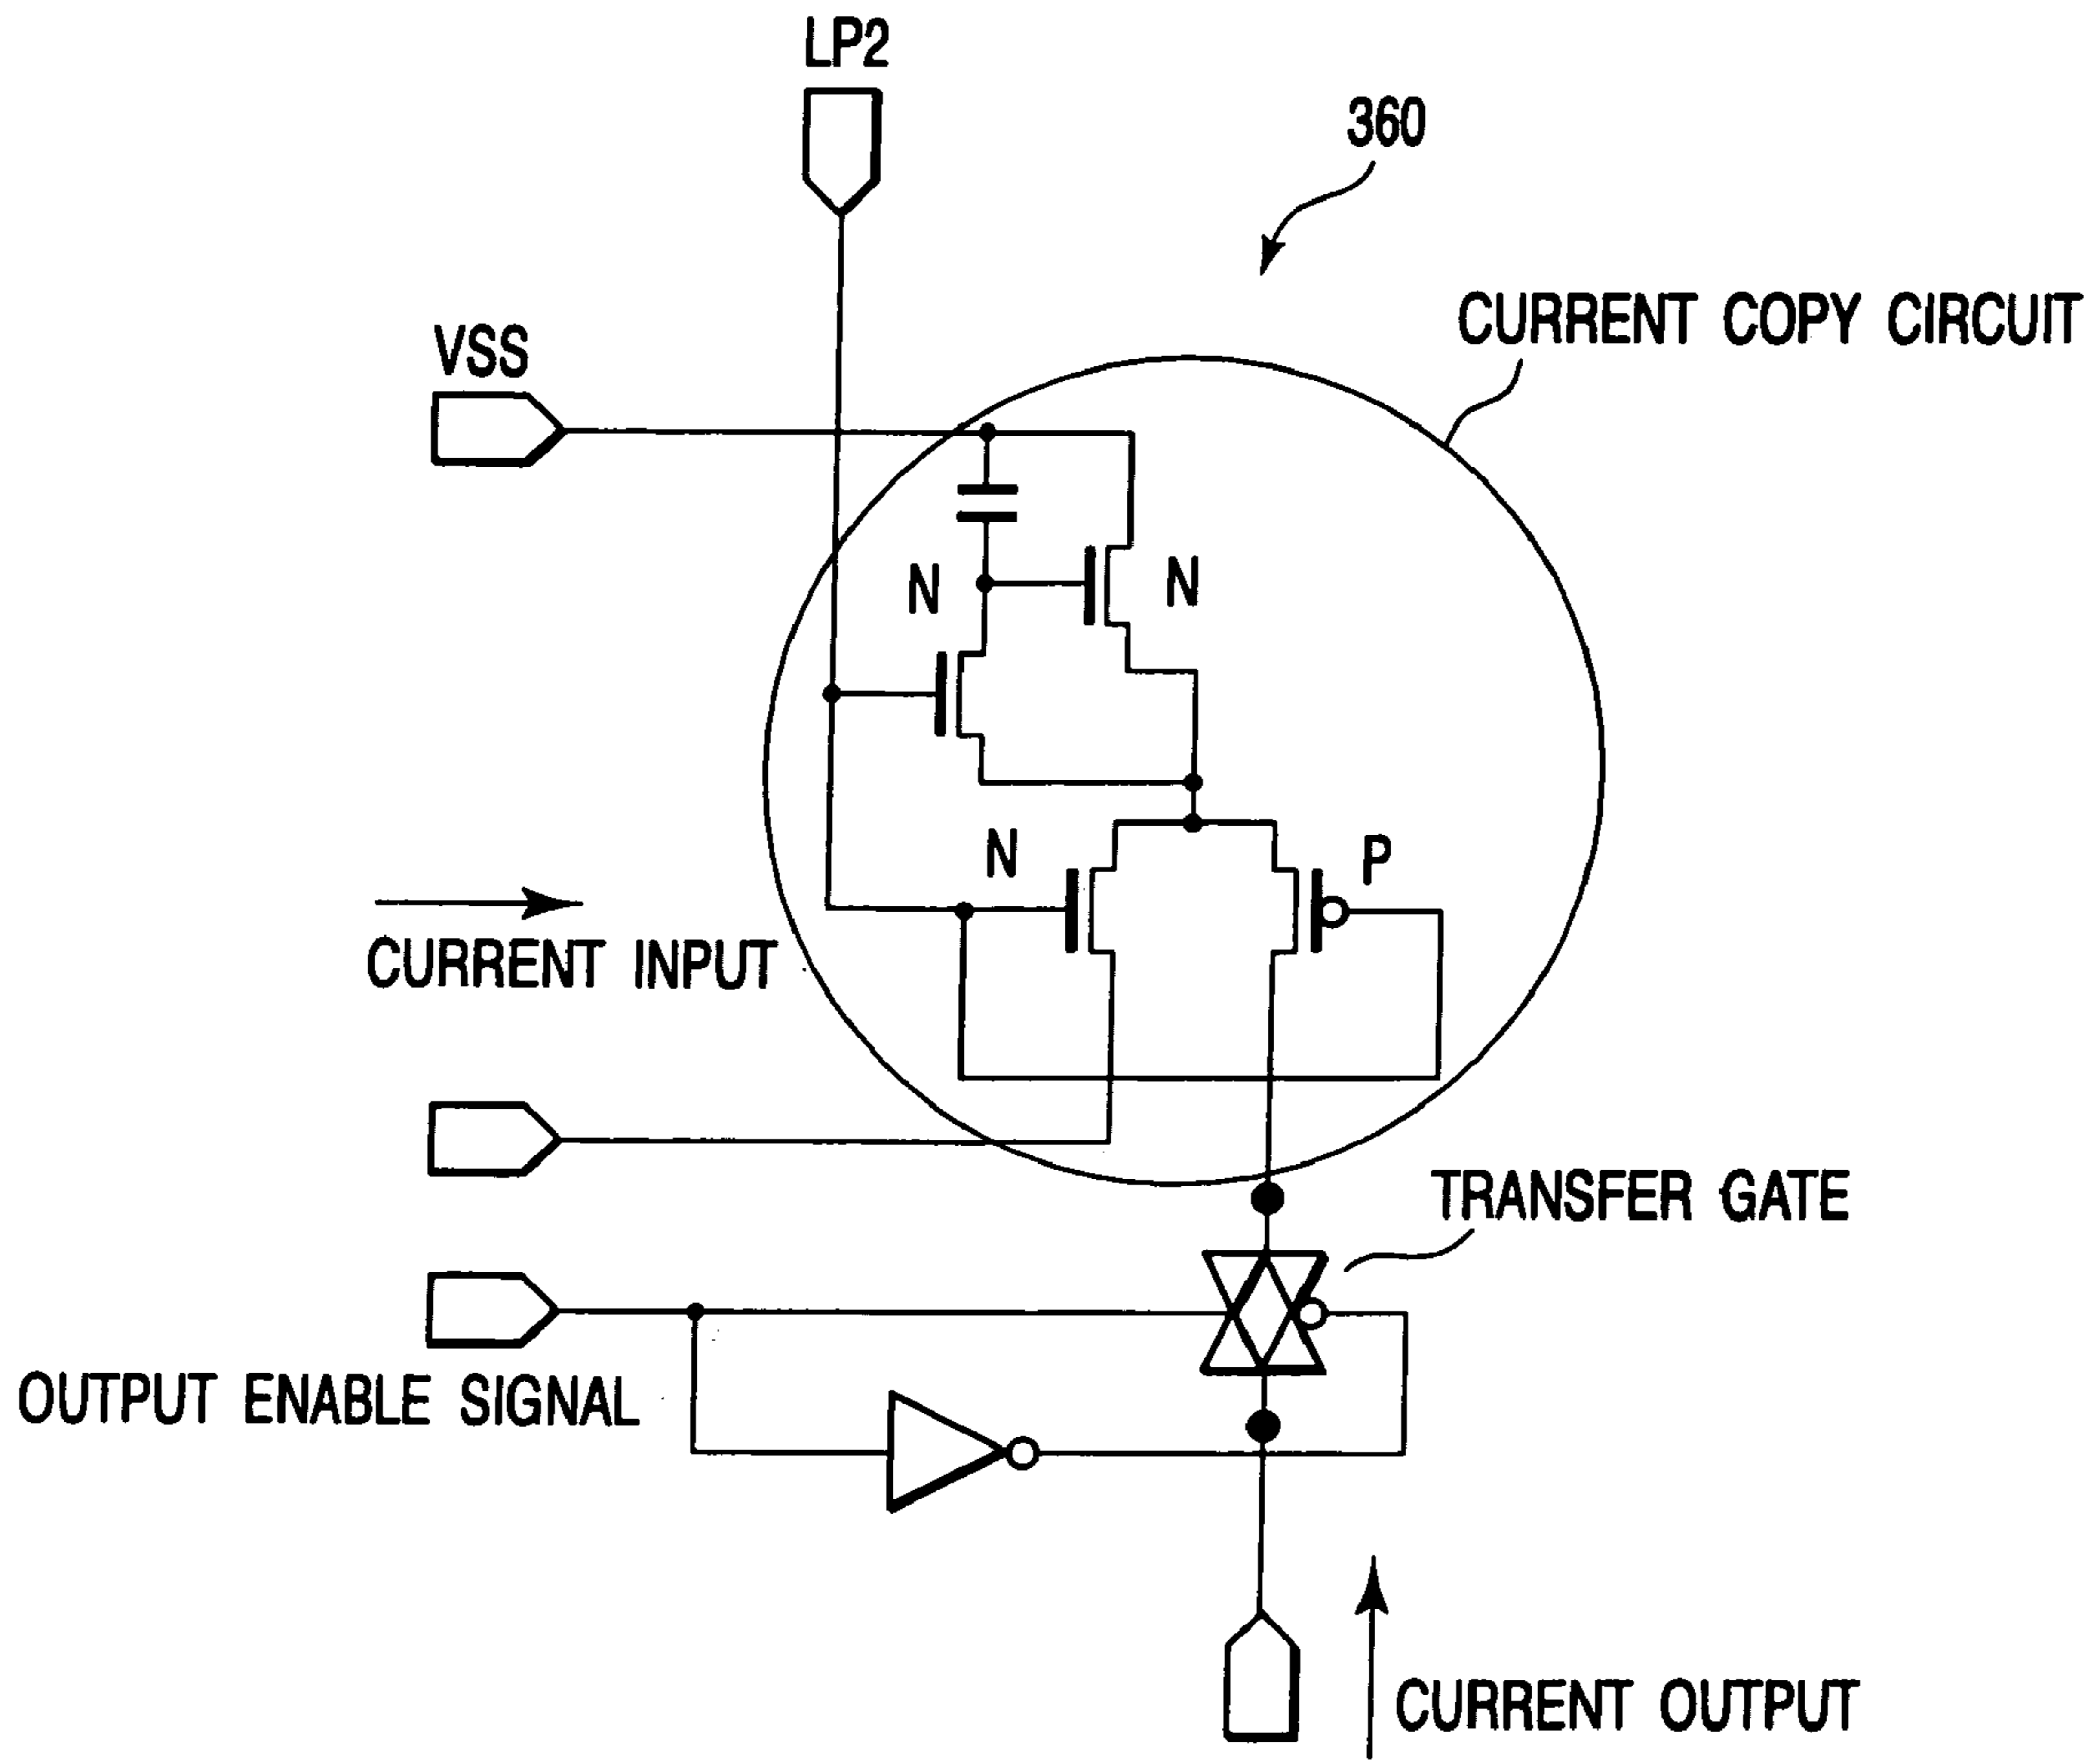 LP2
360
CURRENT COPY CIRCUIT
VSS
N
N
N
P
CURRENT INPUT
TRANSFER GATE
OUTPUT ENABLE SIGNAL
CURRENT OUTPUT